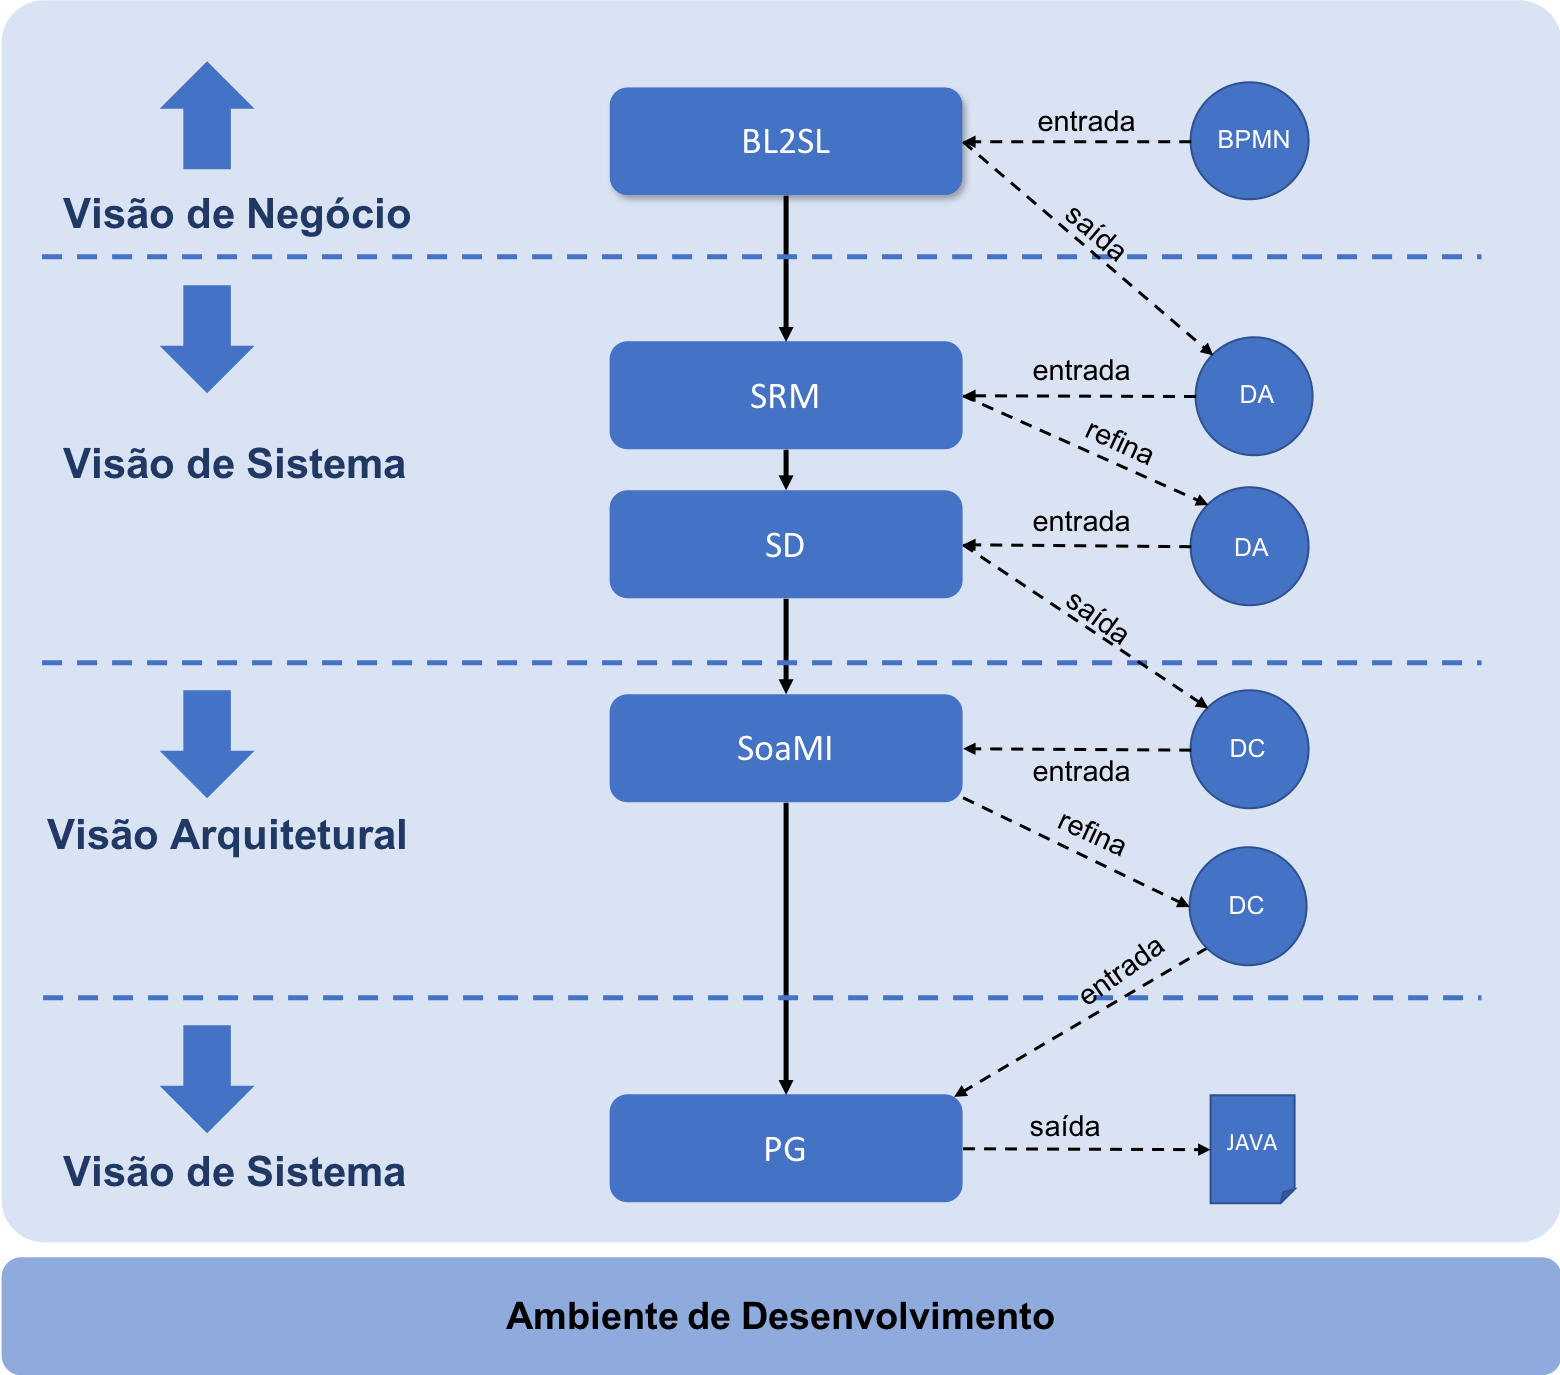 BL2SL
entrada
BPMN
saída
Visão de Negócio
SRM
entrada
DA
refina
Visão de Sistema
SD
entrada
DA
saída
SoaMI
entrada
DC
refina
Visão Arquitetural
DC
entrada
PG
saída
JAVA
Visão de Sistema
Ambiente de Desenvolvimento